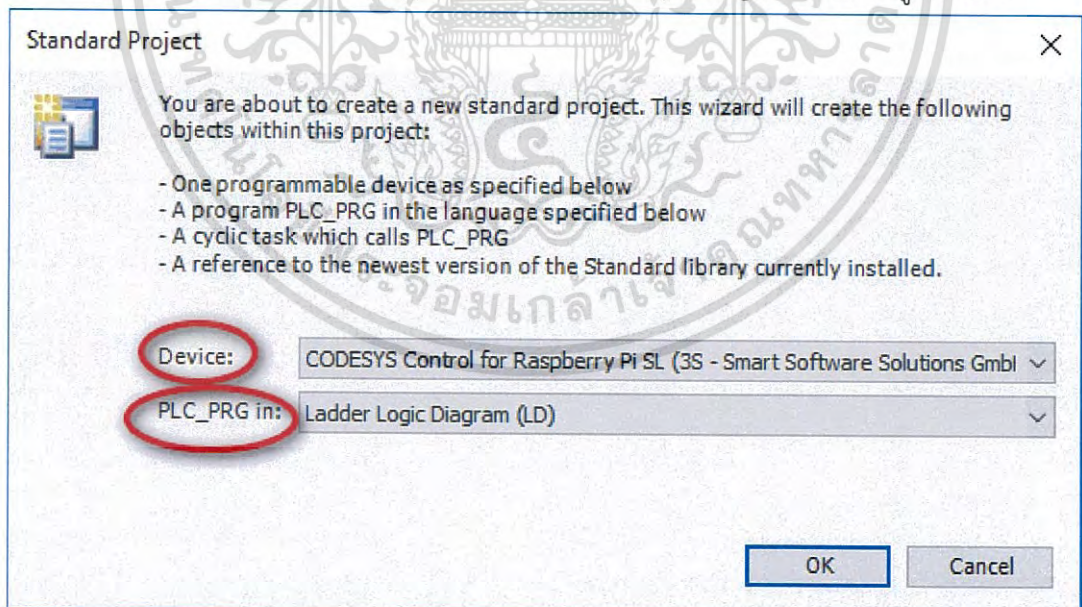 Standard Project
You are about to create a new standard project. This wizard will create the following
objects within this project:
- One programmable device as specified below
- A program PLC_PRG in the language specified below
- A cyclic task which calls PLC_PRG
- A reference to the newest version of the Standard library currently installed.
Device:
CODESYS Control for Raspberry Pi SL (3S - Smart Software Solutions Gmbl
PLC_PRG in:
Ladder Logic Diagram (LD)
OK
Cancel